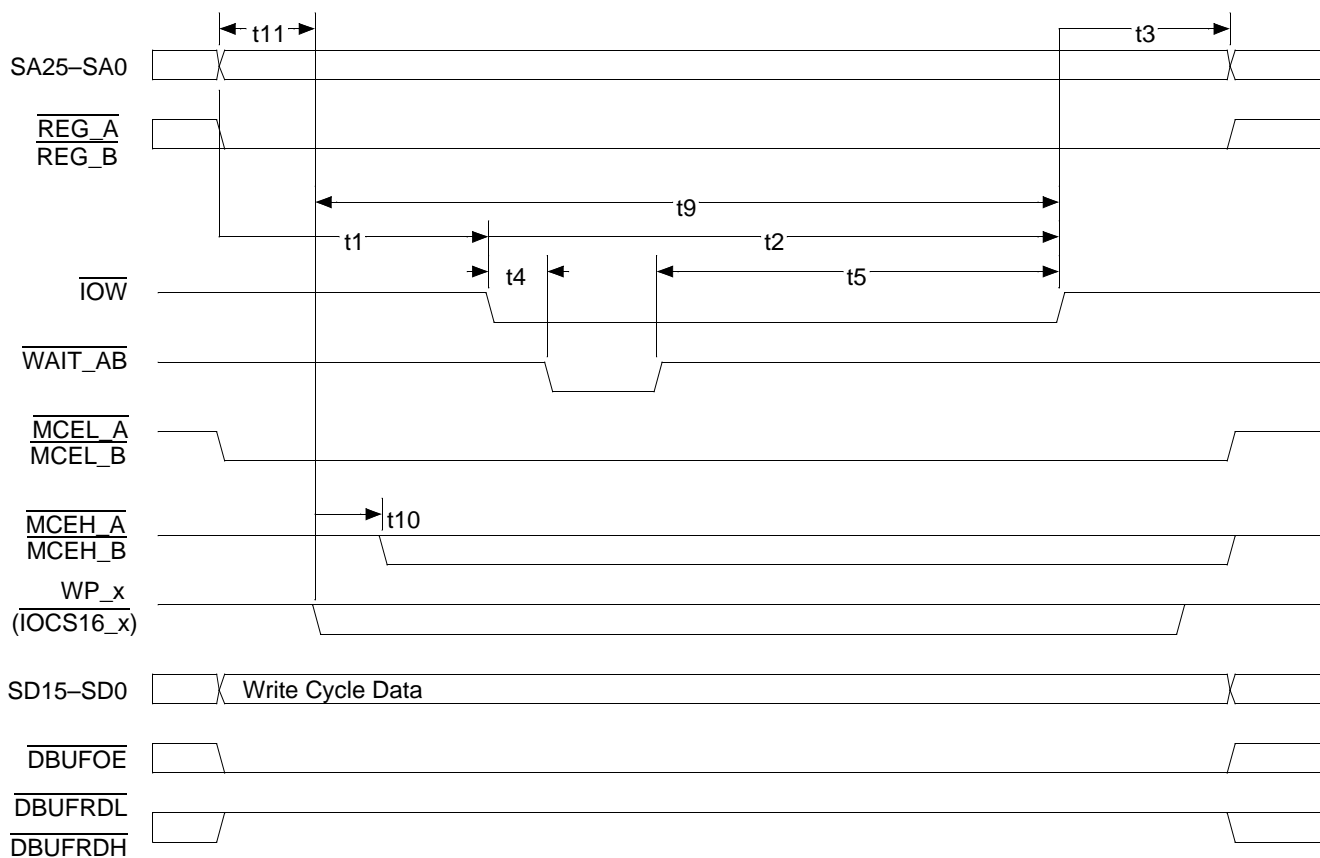 t11
t3
SA25–SA0
REG_A
REG_B
t9
t1
t2
t4
t5
IOW
WAIT_AB
MCEL_A
MCEL_B
t10
MCEH_A
MCEH_B
WP_x
(IOCS16_x)
SD15–SD0
Write Cycle Data
DBUFOE
DBUFRDL
DBUFRDH